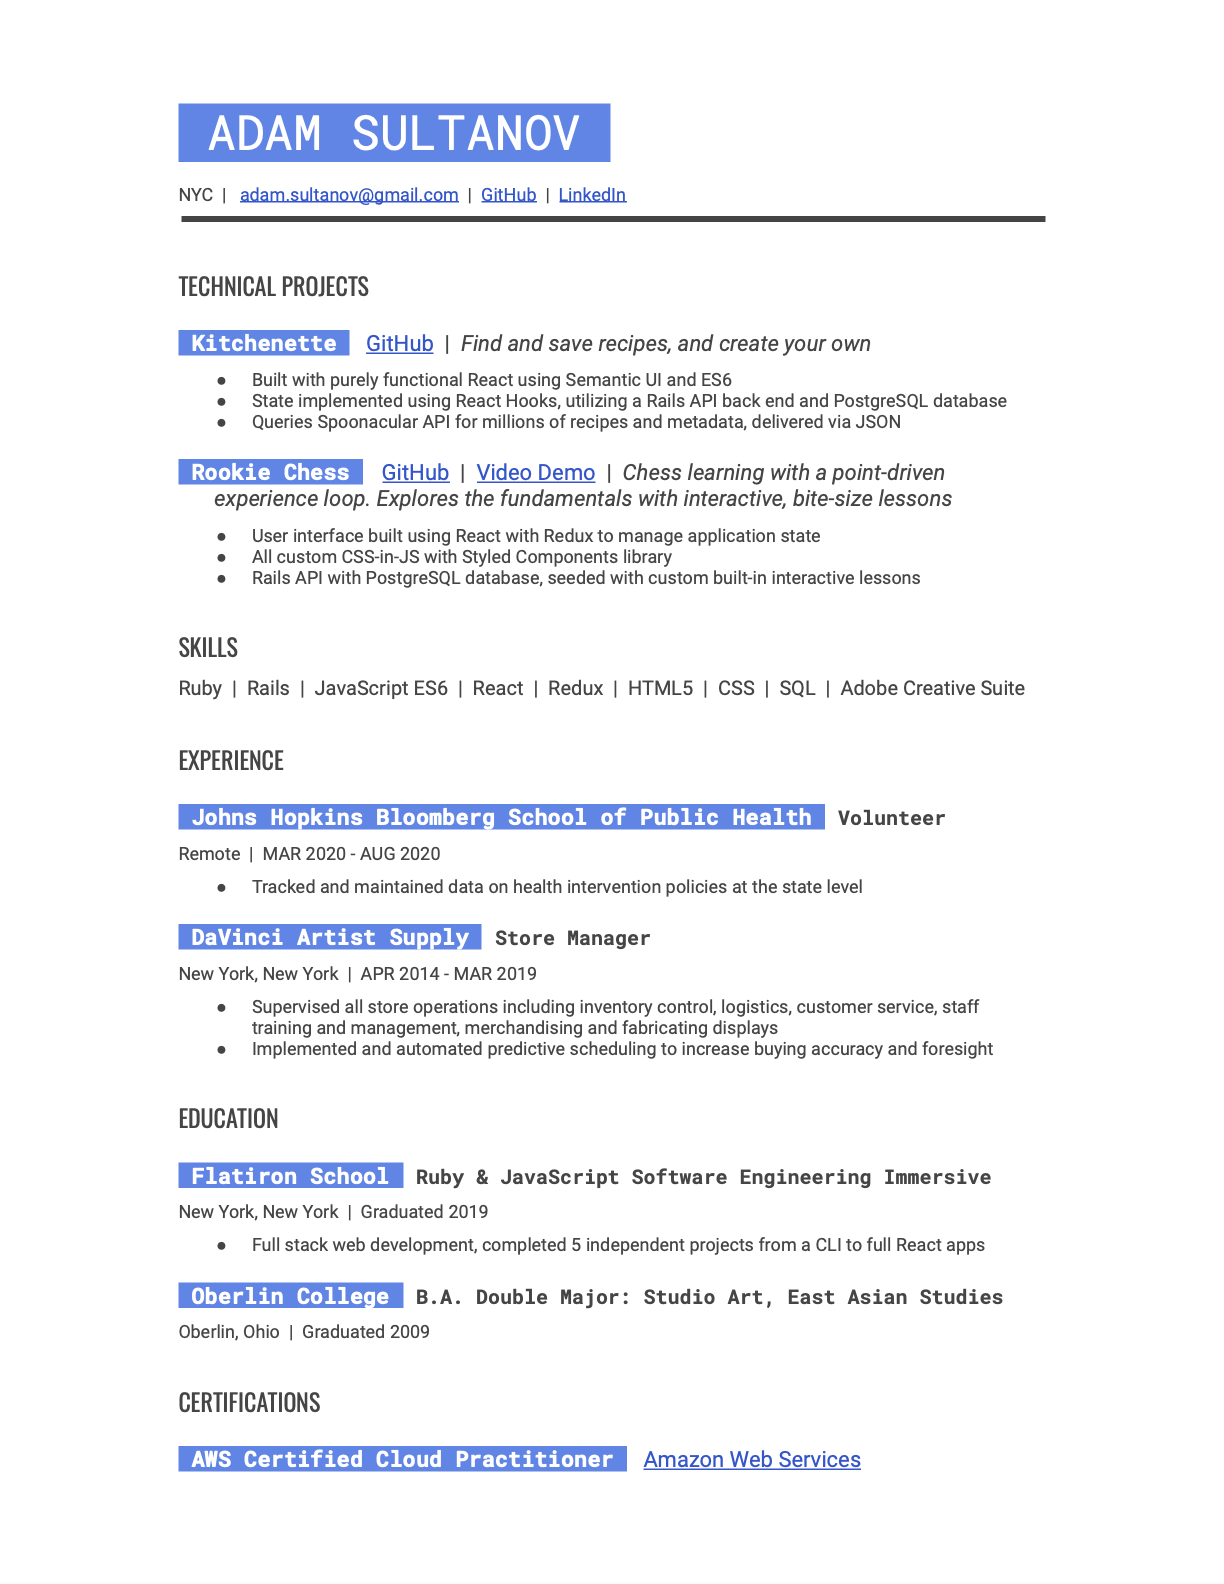 ADAM SULTANOV
NYC | adam.sultanov@gmail.com | GitHub | LinkedIn
TECHNICAL PROJECTS
Kitchenette GitHub | Find and save recipes, and create your own
● Built with purely functional React using Semantic UI and ES6
● State implemented using React Hooks, utilizing a Rails API back end and PostgreSQL database
● Queries Spoonacular API for millions of recipes and metadata, delivered via JSON
Rookie Chess GitHub | Video Demo | Chess learning with a point-driven
experience loop. Explores the fundamentals with interactive, bite-size lessons
● User interface built using React with Redux to manage application state
● All custom CSS-in-JS with Styled Components library
● Rails API with PostgreSQL database, seeded with custom built-in interactive lessons
SKILLS
Ruby | Rails | JavaScript ES6 | React | Redux | HTML5 | CSS | SQL | Adobe Creative Suite
EXPERIENCE
Johns Hopkins Bloomberg School of Public Health Volunteer
Remote | MAR 2020 - AUG 2020
● Tracked and maintained data on health intervention policies at the state level
DaVinci Artist Supply Store Manager
New York, New York | APR 2014 - MAR 2019
● Supervised all store operations including inventory control, logistics, customer service, staff
training and management, merchandising and fabricating displays
● Implemented and automated predictive scheduling to increase buying accuracy and foresight
EDUCATION
Flatiron School Ruby & JavaScript Software Engineering Immersive
New York, New York | Graduated 2019
● Full stack web development, completed 5 independent projects from a CLI to full React apps
Oberlin College B.A. Double Major: Studio Art, East Asian Studies
Oberlin, Ohio | Graduated 2009
CERTIFICATIONS
AWS Certified Cloud Practitioner Amazon Web Services